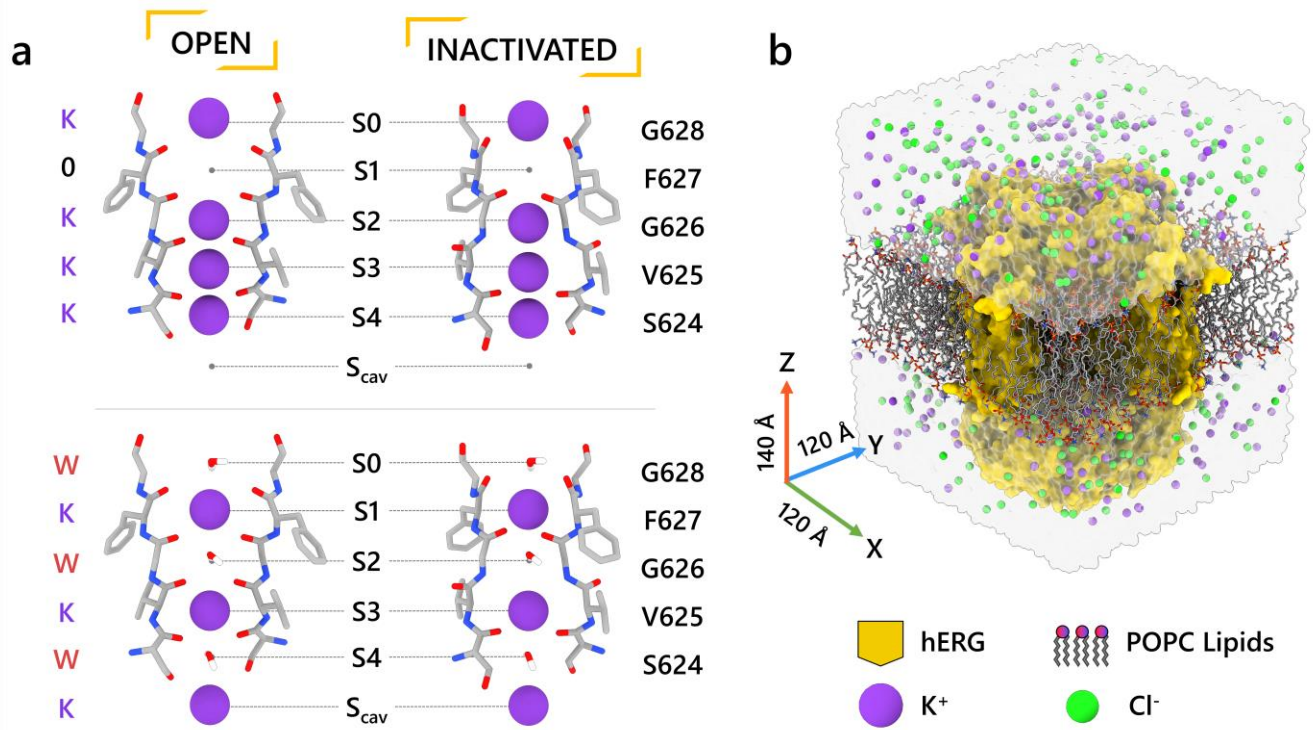 a
OPEN
INACTIVATED
b
K S0 G628
0 S1 F627
K S2 G626
K S3 V625
K S4 S624
Scav
W S0 G628
K S1 F627
W S2 G626
K S3 V625
W S4 S624
K Scav
Z
140 Å
120 Å
Y
120 Å
X
hERG
POPC Lipids
K⁺
Cl⁻